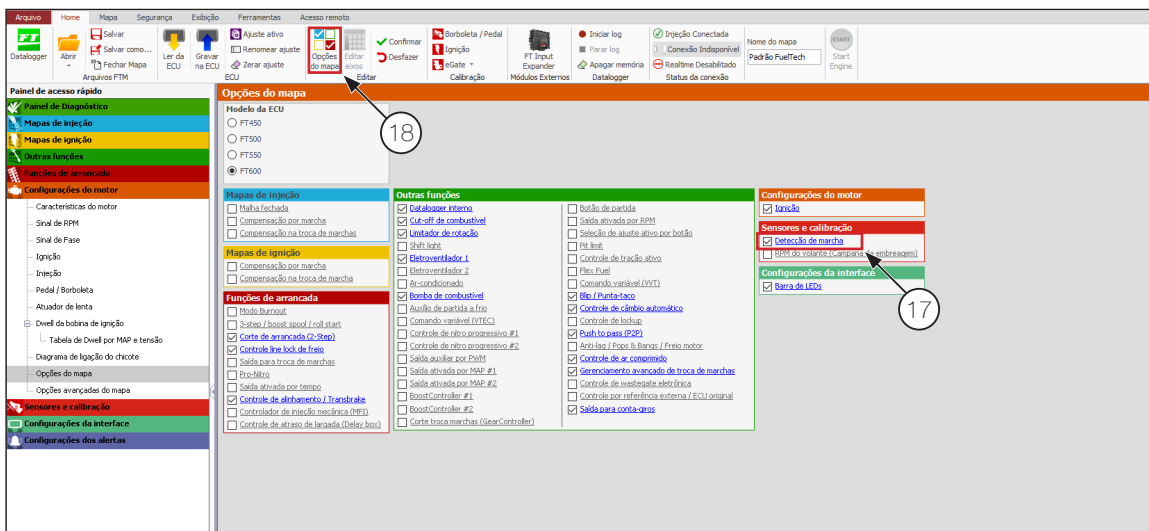 Arquivo Home Mapa Segurança Exibição Ferramentas Acesso remoto
FT Datalogger
Abrir
Salvar
Salvar como...
Fechar Mapa
Arquivos FTM
Ler da ECU
Gravar na ECU
Ajuste ativo
Renomear ajuste
Zerar ajuste
ECU
Opções do mapa
Editar eixos
Confirmar
Desfazer
Editar
Borboleta / Pedal
Ignição
eGate
Calibração
FT Input Expander
Módulos Externos
Iniciar log
Parar log
Apagar memória
Datalogger
Injeção Conectada
Conexão Indisponível
Realtime Desabilitado
Status da conexão
Nome do mapa
Padrão FuelTech
START
Start Engine
Painel de acesso rápido
Painel de Diagnóstico
Mapas de injeção
Mapas de ignição
Outras funções
Funções de arrancada
Configurações do motor
Características do motor
Sinal de RPM
Sinal de Fase
Ignição
Injeção
Pedal / Borboleta
Atuador de lenta
Dwell da bobina de ignição
Tabela de Dwell por MAP e tensão
Diagrama de ligação do chicote
Opções do mapa
Opções avançadas do mapa
Sensores e calibração
Configurações da interface
Configurações dos alertas
Opções do mapa
Modelo da ECU
FT450
FT500
FT550
FT600
18
Mapas de injeção
Malha fechada
Compensação por marcha
Compensação na troca de marchas
Mapas de ignição
Compensação por marcha
Compensação na troca de marcha
Funções de arrancada
Modo Burnout
3-step / boost spool / roll start
Corte de arrancada (2-Step)
Controle line lock de freio
Saída para troca de marchas
Pro-Nitro
Saída ativada por tempo
Controle de alinhamento / Transbrake
Controlador de injeção mecânica (MFI)
Controle de atraso de largada (Delay box)
Outras funções
Datalogger interno
Cut-off de combustível
Limitador de rotação
Shift light
Eletroventilador 1
Eletroventilador 2
Ar-condicionado
Bomba de combustível
Auxílio de partida a frio
Comando variável (VTEC)
Controle de nitro progressivo #1
Controle de nitro progressivo #2
Saída auxiliar por PWM
Saída ativada por MAP #1
Saída ativada por MAP #2
BoostController #1
BoostController #2
Corte troca marchas (GearController)
Botão de partida
Saída ativada por RPM
Seleção de ajuste ativo por botão
Pit limit
Controle de tração ativo
Flex Fuel
Comando variável (VVT)
Blip / Punta-taco
Controle de câmbio automático
Controle de lockup
Push to pass (P2P)
Anti-lag / Pops & Bangs / Freio motor
Controle de ar comprimido
Gerenciamento avançado de troca de marchas
Controle de wastegate eletrônica
Controle por referência externa / ECU original
Saída para conta-giros
Configurações do motor
Ignição
Sensores e calibração
Detecção de marcha
RPM do volante (Campana da embreagem)
Configurações da interface
Barra de LEDs
17